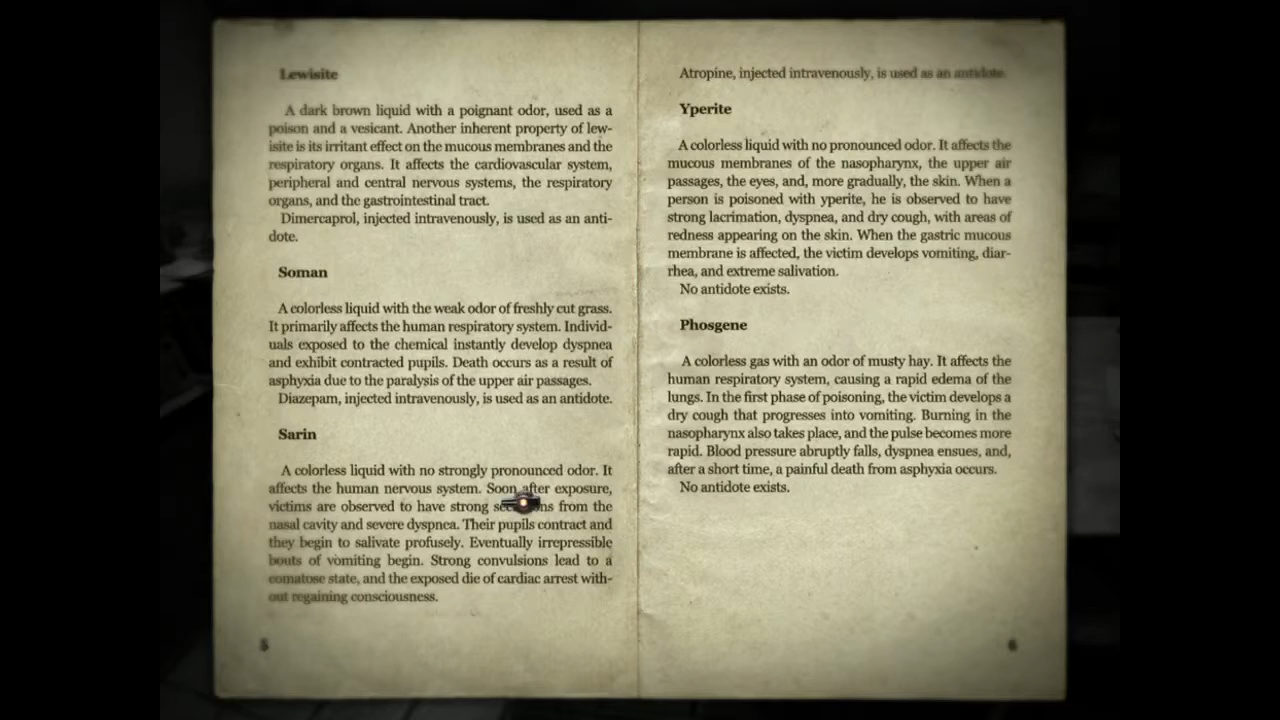 Lewisite
A dark brown liquid with a poignant odor, used as a
poison and a vesicant. Another inherent property of lew-
isite is its irritant effect on the mucous membranes and the
respiratory organs. It affects the cardiovascular system,
peripheral and central nervous systems, the respiratory
organs, and the gastrointestinal tract.
Dimercaprol, injected intravenously, is used as an anti-
dote.
Soman
A colorless liquid with the weak odor of freshly cut grass.
It primarily affects the human respiratory system. Individ-
uals exposed to the chemical instantly develop dyspnea
and exhibit contracted pupils. Death occurs as a result of
asphyxia due to the paralysis of the upper air passages.
Diazepam, injected intravenously, is used as an antidote.
Sarin
A colorless liquid with no strongly pronounced odor. It
affects the human nervous system. Soon after exposure,
victims are observed to have strong from the
nasal cavity and severe dyspnea. Their pupils contract and
they begin to salivate profusely. Eventually irrepressible
bouts of vomiting begin. Strong convulsions lead to a
comatose state, and the exposed die of cardiac arrest with-
out regaining consciousness.
5
Atropine, injected intravenously, is used as an antidote.
Yperite
A colorless liquid with no pronounced odor. It affects the
mucous membranes of the nasopharynx, the upper air
passages, the eyes, and, more gradually, the skin. When a
person is poisoned with yperite, he is observed to have
strong lacrimation, dyspnea, and dry cough, with areas of
redness appearing on the skin. When the gastric mucous
membrane is affected, the victim develops vomiting, diar-
rhea, and extreme salivation.
No antidote exists.
Phosgene
A colorless gas with an odor of musty hay. It affects the
human respiratory system, causing a rapid edema of the
lungs. In the first phase of poisoning, the victim develops a
dry cough that progresses into vomiting. Burning in the
nasopharynx also takes place, and the pulse becomes more
rapid. Blood pressure abruptly falls, dyspnea ensues, and,
after a short time, a painful death from asphyxia occurs.
No antidote exists.
6